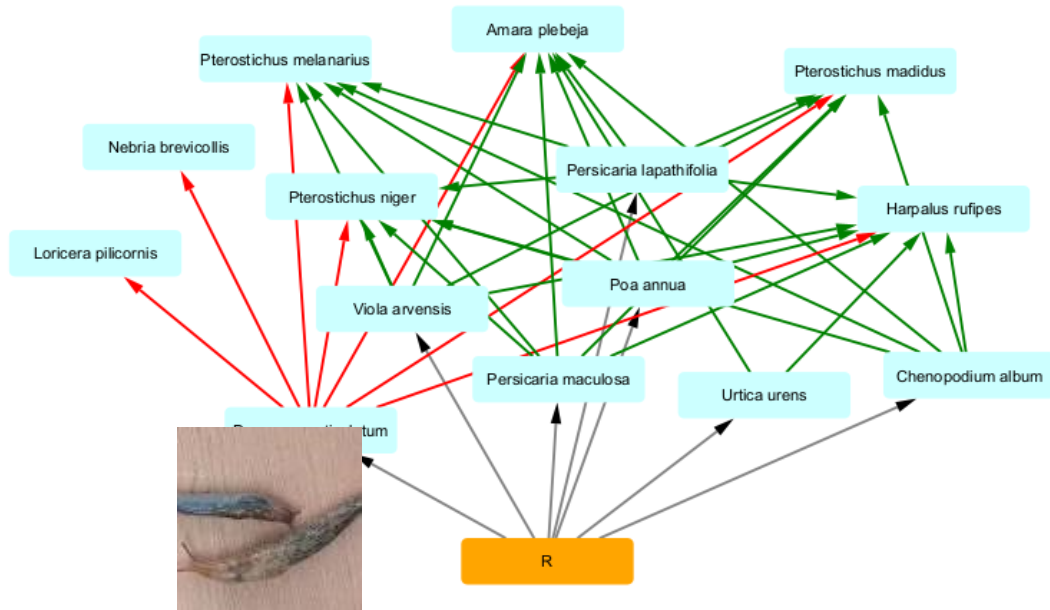 Amara plebeja
Pterostichus melanarius
Pterostichus madidus
Nebria brevicollis
Persicaria lapathifolia
Pterostichus niger
Harpalus rufipes
Loricera pilicornis
Poa annua
Viola arvensis
Persicaria maculosa
Chenopodium album
Urtica urens
R